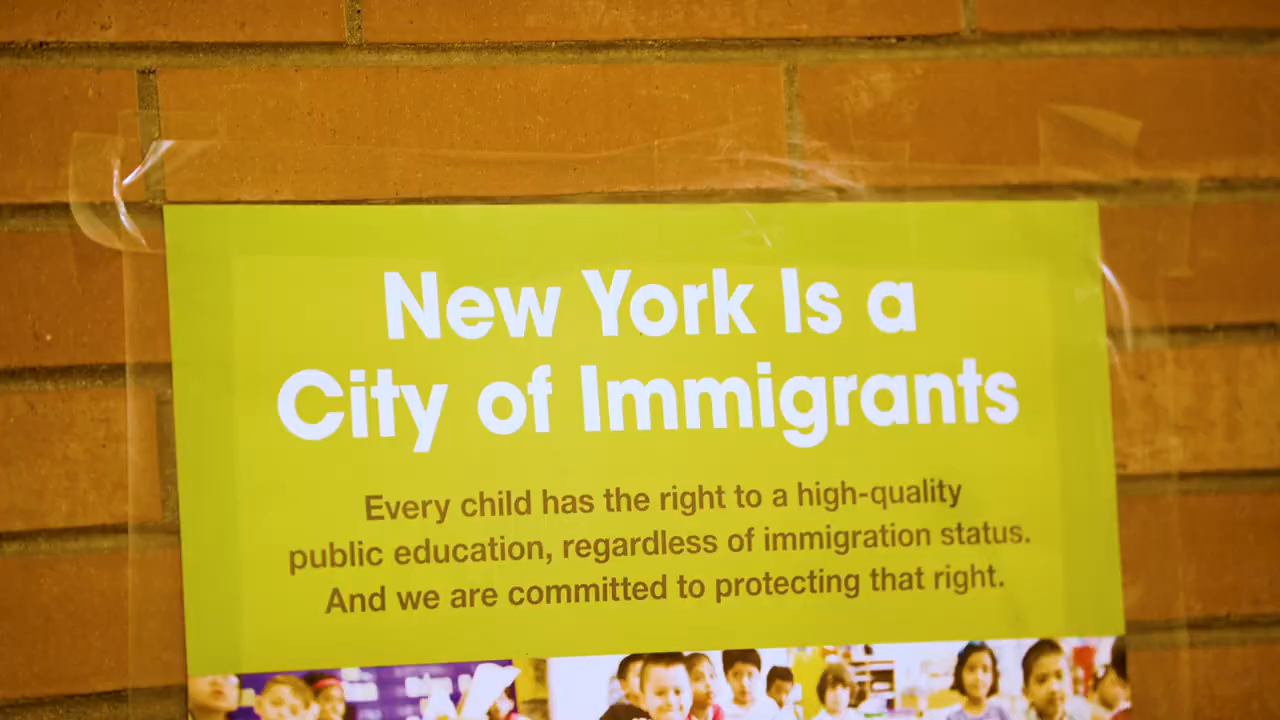 New York Is a
City of Immigrants
Every child has the right to a high-quality
public education, regardless of immigration status.
And we are committed to protecting that right.